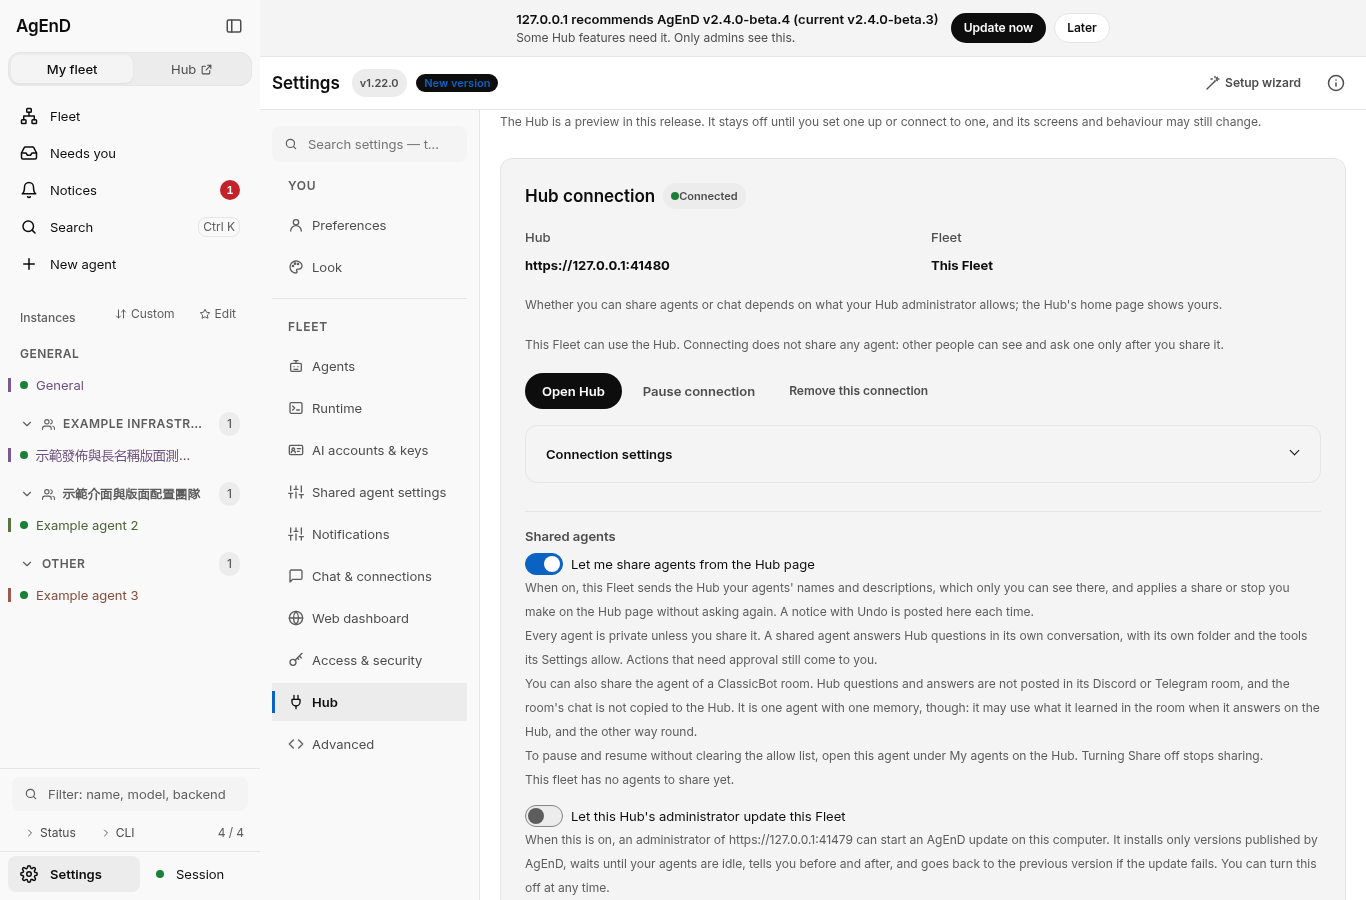 AgEnD
My fleet
Hub
Fleet
Needs you
Notices
1
Search
Ctrl K
New agent
Instances
Custom
Edit
GENERAL
General
EXAMPLE INFRASTR...
1
示範發佈與長名稱版面測...
示範介面與版面配置團隊
1
Example agent 2
OTHER
1
Example agent 3
Filter: name, model, backend
Status
CLI
4 / 4
Settings
Session
127.0.0.1 recommends AgEnD v2.4.0-beta.4 (current v2.4.0-beta.3)
Some Hub features need it. Only admins see this.
Update now
Later
Settings
v1.22.0
New version
Setup wizard
Search settings — t...
YOU
Preferences
Look
FLEET
Agents
Runtime
AI accounts & keys
Shared agent settings
Notifications
Chat & connections
Web dashboard
Access & security
Hub
Advanced
The Hub is a preview in this release. It stays off until you set one up or connect to one, and its screens and behaviour may still change.
Hub connection
Connected
Hub
Fleet
https://127.0.0.1:41480
This Fleet
Whether you can share agents or chat depends on what your Hub administrator allows; the Hub's home page shows yours.
This Fleet can use the Hub. Connecting does not share any agent: other people can see and ask one only after you share it.
Open Hub
Pause connection
Remove this connection
Connection settings
Shared agents
Let me share agents from the Hub page
When on, this Fleet sends the Hub your agents' names and descriptions, which only you can see there, and applies a share or stop you
make on the Hub page without asking again. A notice with Undo is posted here each time.
Every agent is private unless you share it. A shared agent answers Hub questions in its own conversation, with its own folder and the tools
its Settings allow. Actions that need approval still come to you.
You can also share the agent of a ClassicBot room. Hub questions and answers are not posted in its Discord or Telegram room, and the
room's chat is not copied to the Hub. It is one agent with one memory, though: it may use what it learned in the room when it answers on the
Hub, and the other way round.
To pause and resume without clearing the allow list, open this agent under My agents on the Hub. Turning Share off stops sharing.
This fleet has no agents to share yet.
Let this Hub's administrator update this Fleet
When this is on, an administrator of https://127.0.0.1:41479 can start an AgEnD update on this computer. It installs only versions published by
AgEnD, waits until your agents are idle, tells you before and after, and goes back to the previous version if the update fails. You can turn this
off at any time.